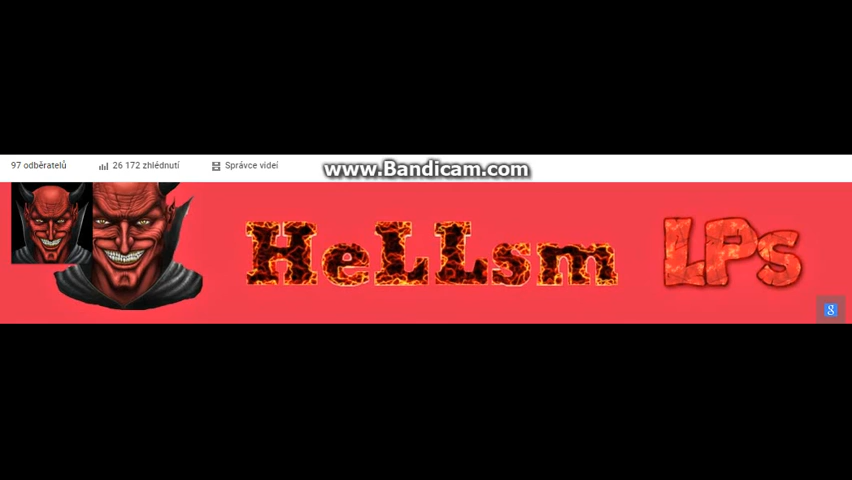 97 odběratelů 26 172 zhlédnutí Správce videí
www.Bandicam.com
HeLLsm LPs
g